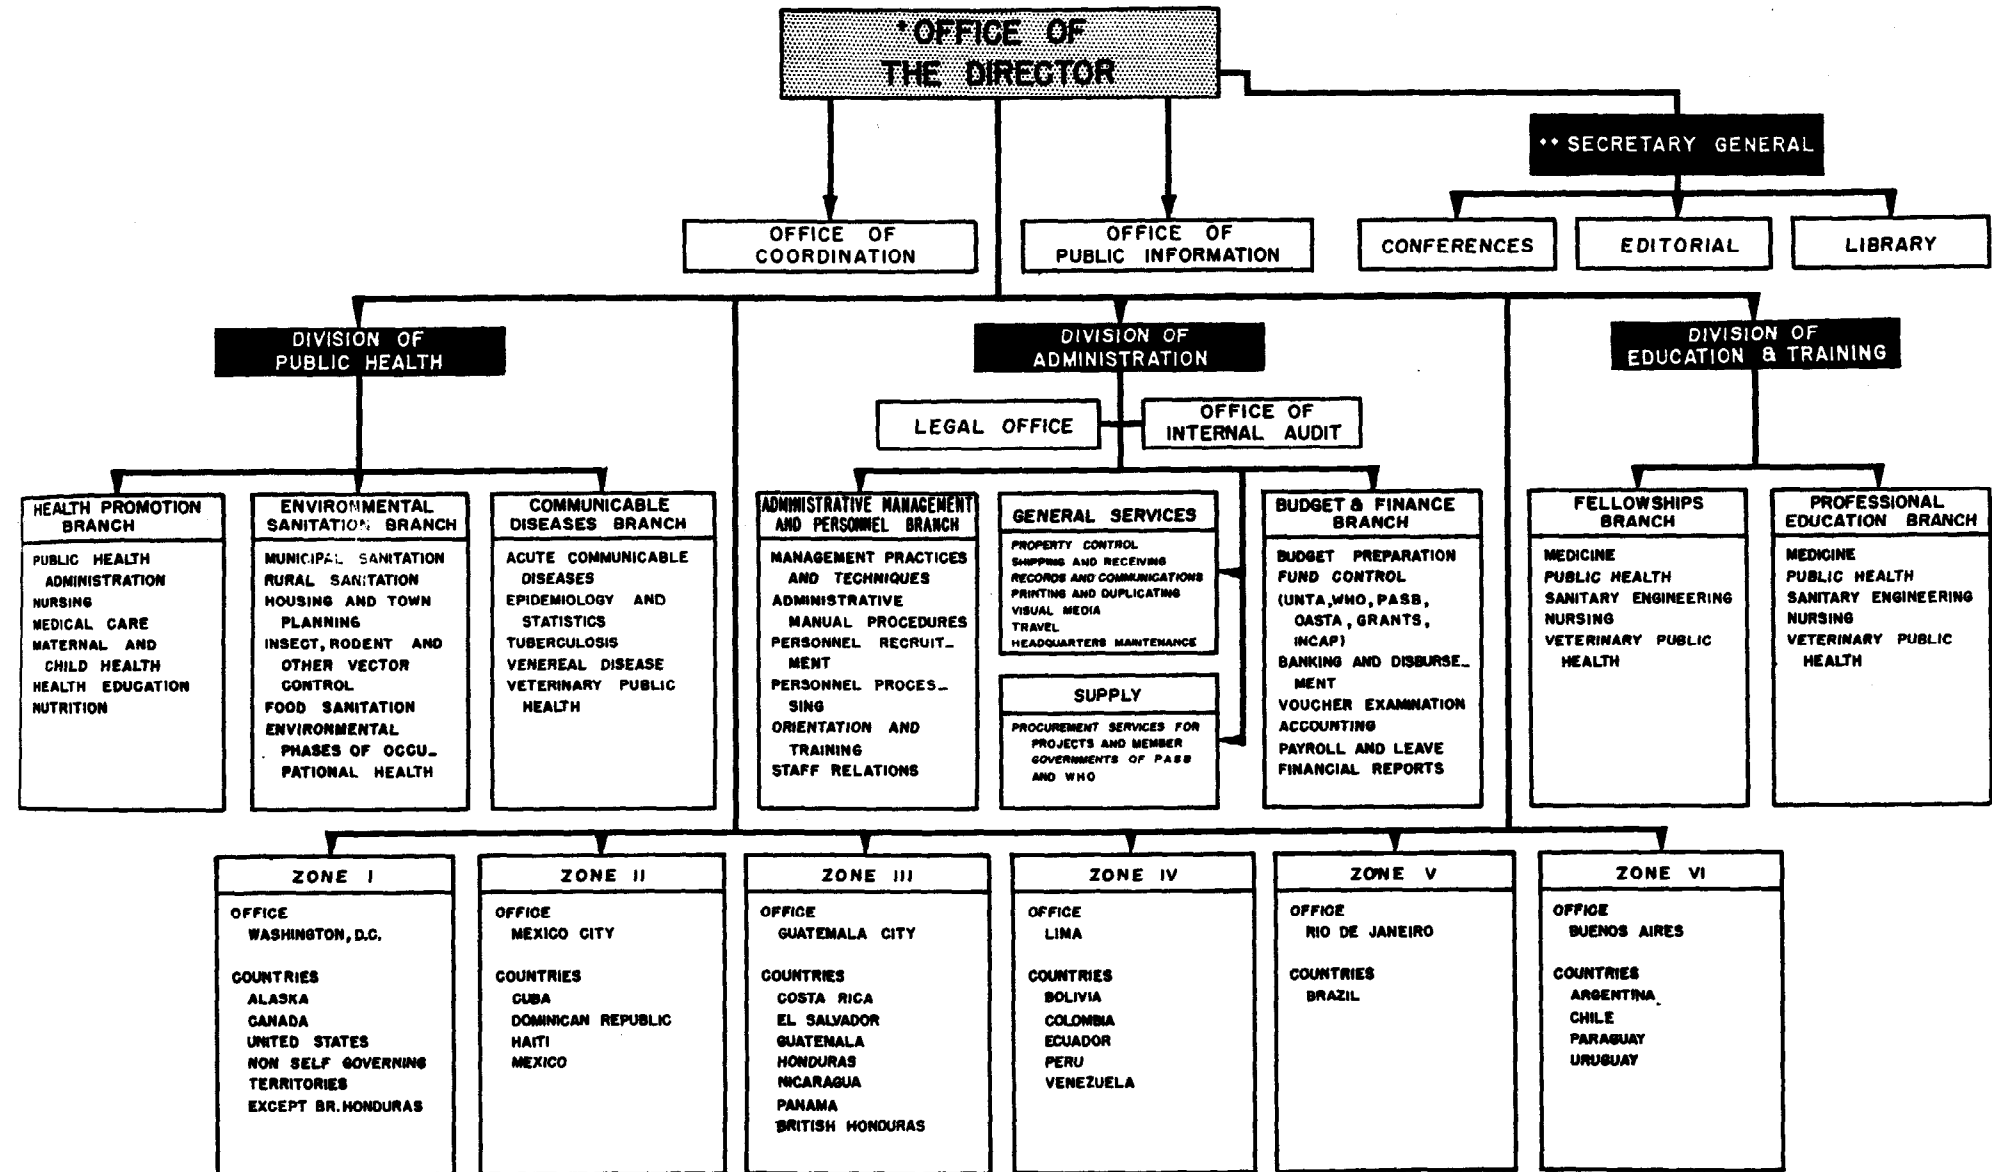 *OFFICE OF
THE DIRECTOR
** SECRETARY GENERAL
OFFICE OF
COORDINATION
OFFICE OF
PUBLIC INFORMATION
CONFERENCES
EDITORIAL
LIBRARY
DIVISION OF
PUBLIC HEALTH
DIVISION OF
ADMINISTRATION
DIVISION OF
EDUCATION & TRAINING
LEGAL OFFICE
OFFICE OF
INTERNAL AUDIT
HEALTH PROMOTION
BRANCH
PUBLIC HEALTH
ADMINISTRATION
NURSING
MEDICAL CARE
MATERNAL AND
CHILD HEALTH
HEALTH EDUCATION
NUTRITION
ENVIRONMENTAL
SANITATION BRANCH
MUNICIPAL SANITATION
RURAL SANITATION
HOUSING AND TOWN
PLANNING
INSECT, RODENT AND
OTHER VECTOR
CONTROL
FOOD SANITATION
ENVIRONMENTAL
PHASES OF OCCU_
PATIONAL HEALTH
COMMUNICABLE
DISEASES BRANCH
ACUTE COMMUNICABLE
DISEASES
EPIDEMIOLOGY AND
STATISTICS
TUBERCULOSIS
VENEREAL DISEASE
VETERINARY PUBLIC
HEALTH
ADMINISTRATIVE MANAGEMENT
AND PERSONNEL BRANCH
MANAGEMENT PRACTICES
AND TECHNIQUES
ADMINISTRATIVE
MANUAL PROCEDURES
PERSONNEL RECRUIT_
MENT
PERSONNEL PROCES_
SING
ORIENTATION AND
TRAINING
STAFF RELATIONS
GENERAL SERVICES
PROPERTY CONTROL
SHIPPING AND RECEIVING
RECORDS AND COMMUNICATIONS
PRINTING AND DUPLICATING
VISUAL MEDIA
TRAVEL
HEADQUARTERS MAINTENANCE
SUPPLY
PROCUREMENT SERVICES FOR
PROJECTS AND MEMBER
GOVERNMENTS OF PASB
AND WHO
BUDGET & FINANCE
BRANCH
BUDGET PREPARATION
FUND CONTROL
(UNTA, WHO, PASB,
OASTA, GRANTS,
INCAP)
BANKING AND DISBURSE_
MENT
VOUCHER EXAMINATION
ACCOUNTING
PAYROLL AND LEAVE
FINANCIAL REPORTS
FELLOWSHIPS
BRANCH
MEDICINE
PUBLIC HEALTH
SANITARY ENGINEERING
NURSING
VETERINARY PUBLIC
HEALTH
PROFESSIONAL
EDUCATION BRANCH
MEDICINE
PUBLIC HEALTH
SANITARY ENGINEERING
NURSING
VETERINARY PUBLIC
HEALTH
ZONE I
OFFICE
WASHINGTON, D.C.
COUNTRIES
ALASKA
CANADA
UNITED STATES
NON SELF GOVERNING
TERRITORIES
EXCEPT BR. HONDURAS
ZONE II
OFFICE
MEXICO CITY
COUNTRIES
CUBA
DOMINICAN REPUBLIC
HAITI
MEXICO
ZONE III
OFFICE
GUATEMALA CITY
COUNTRIES
COSTA RICA
EL SALVADOR
GUATEMALA
HONDURAS
NICARAGUA
PANAMA
BRITISH HONDURAS
ZONE IV
OFFICE
LIMA
COUNTRIES
BOLIVIA
COLOMBIA
ECUADOR
PERU
VENEZUELA
ZONE V
OFFICE
RIO DE JANEIRO
COUNTRIES
BRAZIL
ZONE VI
OFFICE
BUENOS AIRES
COUNTRIES
ARGENTINA
CHILE
PARAGUAY
URUGUAY